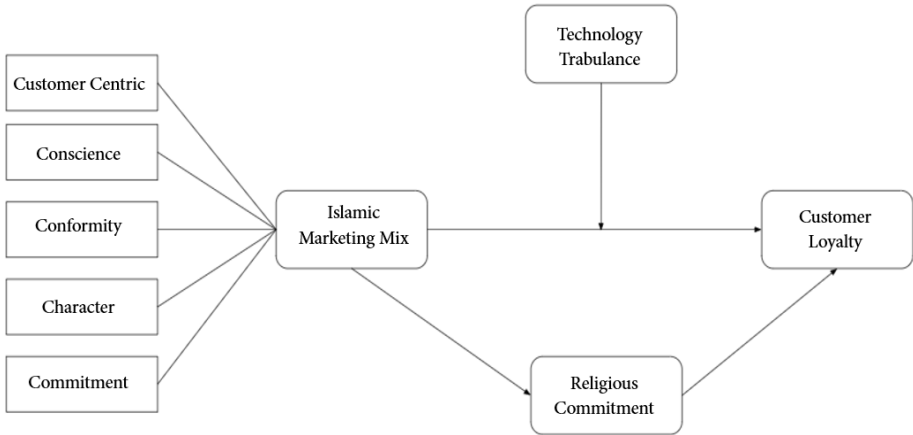 Technology
Trabulance
Customer Centric
Conscience
Conformity
Character
Commitment
Islamic
Marketing Mix
Customer
Loyalty
Religious
Commitment